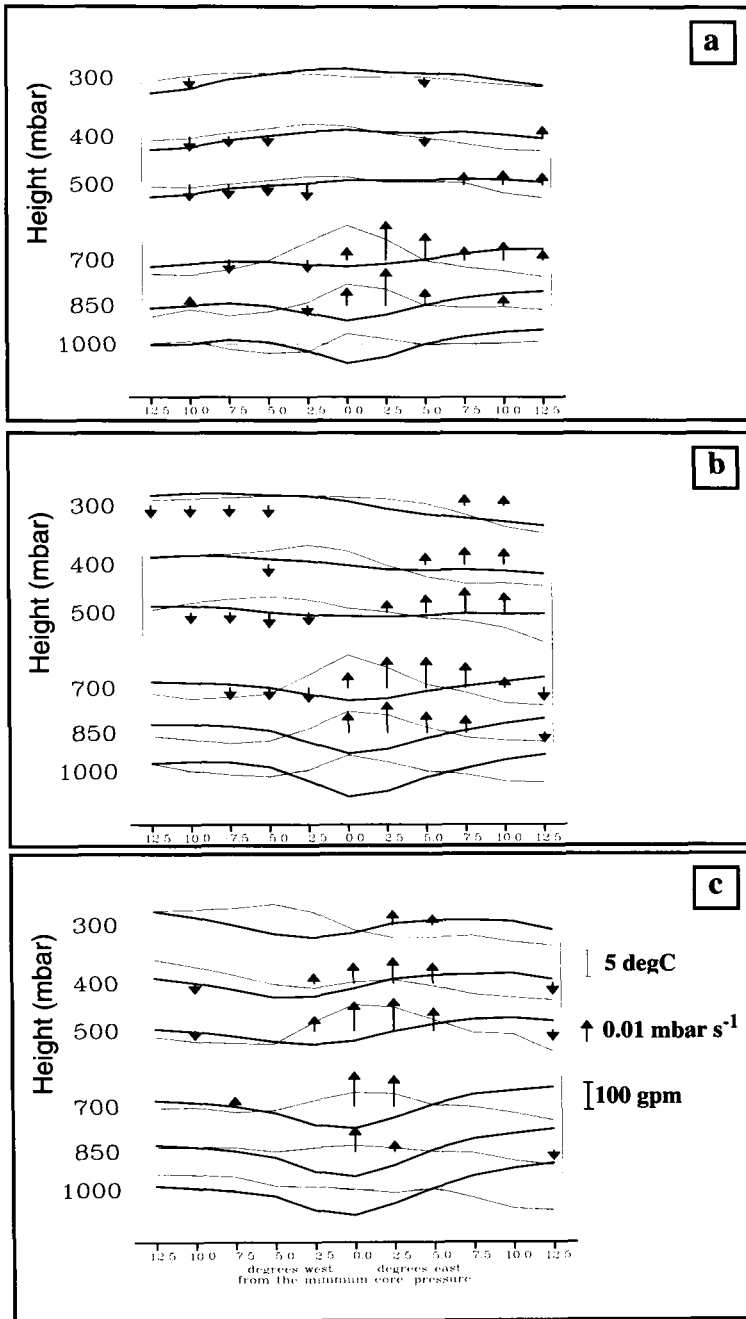 a
Height (mbar)
300
400
500
700
850
1000
12.5 10.0 7.5 5.0 2.5 0.0 2.5 5.0 7.5 10.0 12.5
b
Height (mbar)
300
400
500
700
850
1000
12.5 10.0 7.5 5.0 2.5 0.0 2.5 5.0 7.5 10.0 12.5
c
Height (mbar)
300
400
500
700
850
1000
5 degC
0.01 mbar s⁻¹
100 gpm
12.5 10.0 7.5 5.0 2.5 0.0 2.5 5.0 7.5 10.0 12.5
degrees west degrees east
from the minimum core pressure